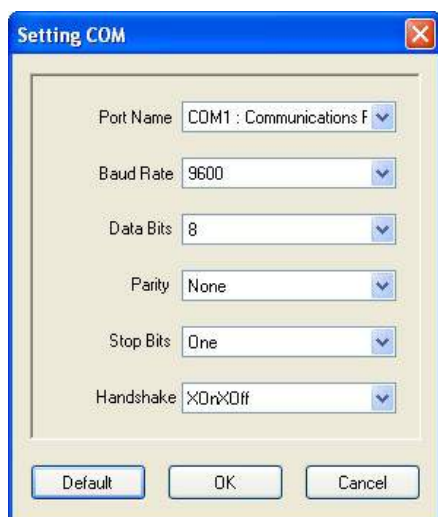 Setting COM
Port Name COM1 : Communications F
Baud Rate 9600
Data Bits 8
Parity None
Stop Bits One
Handshake XOnXOff
Default OK Cancel